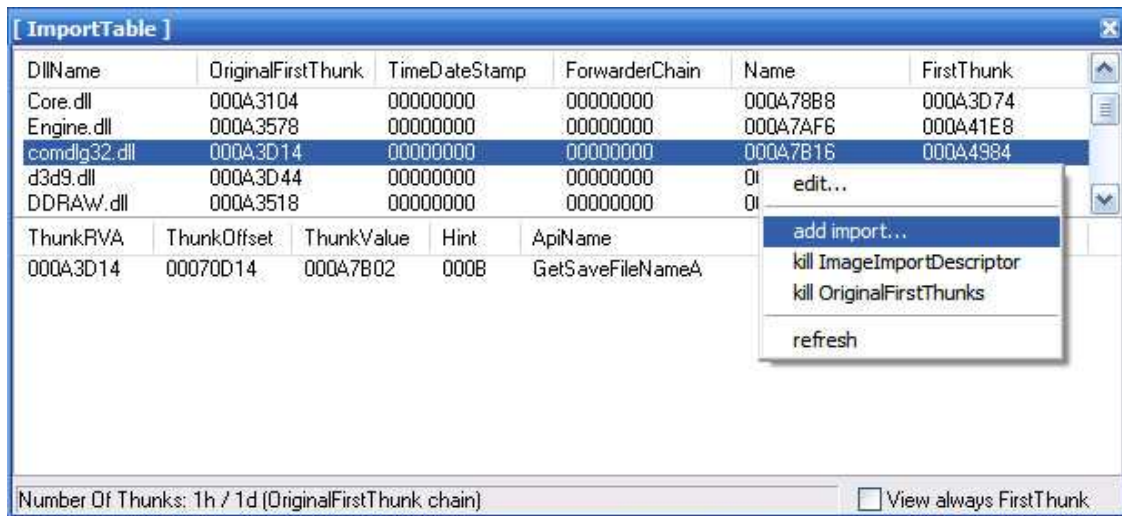 [ ImportTable ]
DllName OriginalFirstThunk TimeDateStamp ForwarderChain Name FirstThunk
Core.dll 000A3104 00000000 00000000 000A78B8 000A3D74
Engine.dll 000A3578 00000000 00000000 000A7AF6 000A41E8
comdlg32.dll 000A3D14 00000000 00000000 000A7B16 000A4984
d3d9.dll 000A3D44 00000000 00000000
DDRAW.dll 000A3518 00000000 00000000
edit...
add import...
kill ImageImportDescriptor
kill OriginalFirstThunks
refresh
ThunkRVA ThunkOffset ThunkValue Hint ApiName
000A3D14 00070D14 000A7B02 000B GetSaveFileNameA
Number Of Thunks: 1h / 1d (OriginalFirstThunk chain)
View always FirstThunk